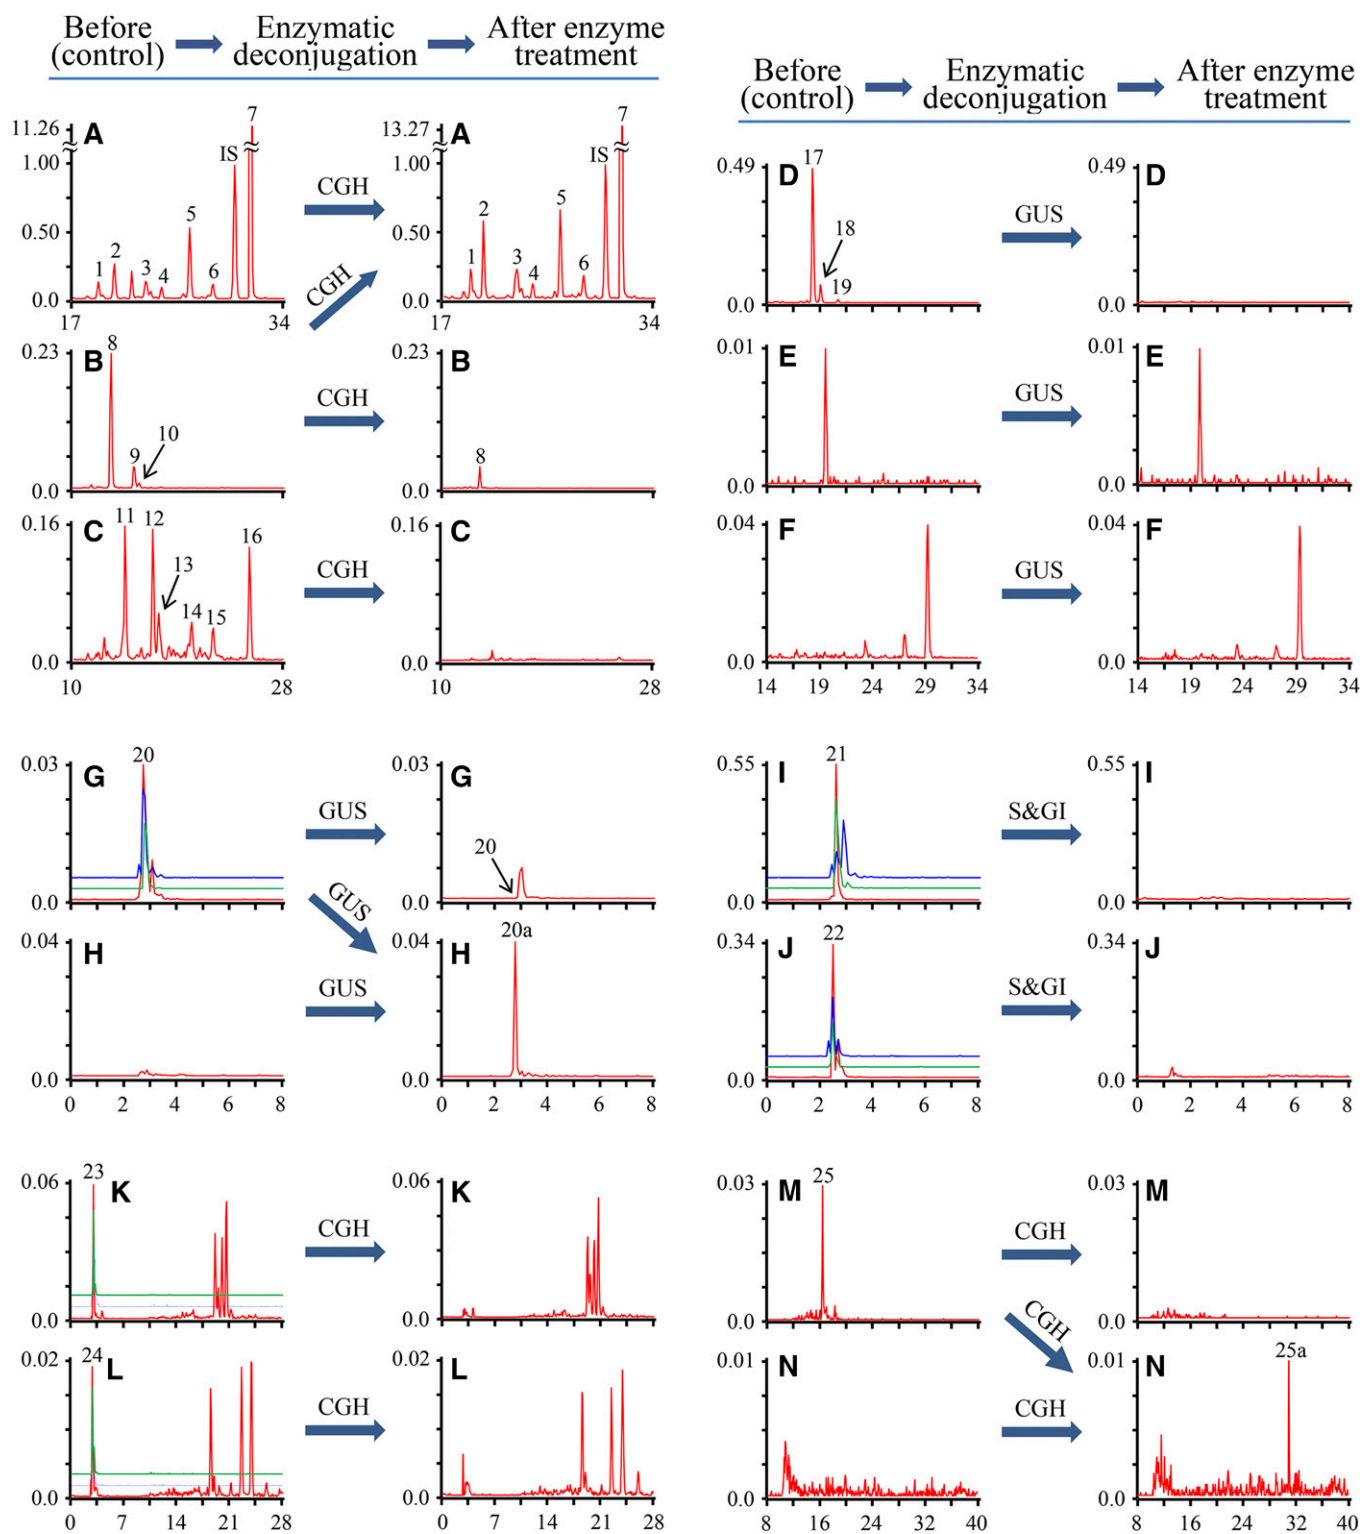 Before (control) Enzymatic deconjugation After enzyme treatment
Before (control) Enzymatic deconjugation After enzyme treatment
11.26 A 7 IS 1.00 0.50 0.0 1 2 3 4 5 6 17 34
CGH
CGH
13.27 A 7 IS 1.00 0.50 0.0 1 2 3 4 5 6 17 34
0.23 B 8 9 10 0.0
CGH
0.23 B 8 0.0
0.16 C 11 12 13 14 15 16 0.0 10 28
CGH
0.16 C 0.0 10 28
0.49 D 17 18 19 0.0
GUS
0.49 D 0.0
0.01 E 0.0
GUS
0.01 E 0.0
0.04 F 0.0 14 19 24 29 34
GUS
0.04 F 0.0 14 19 24 29 34
0.03 G 20 0.0
GUS
GUS
0.03 G 20 0.0
0.04 H 0.0 0 2 4 6 8
GUS
0.04 H 20a 0.0 0 2 4 6 8
0.55 I 21 0.0
S&GI
0.55 I 0.0
0.34 J 22 0.0 0 2 4 6 8
S&GI
0.34 J 0.0 0 2 4 6 8
0.06 K 23 0.0
CGH
0.06 K 0.0
0.02 L 24 0.0 0 7 14 21 28
CGH
0.02 L 0.0 0 7 14 21 28
0.03 M 25 0.0
CGH
CGH
0.03 M 0.0
0.01 N 0.0 8 16 24 32 40
CGH
0.01 N 25a 0.0 8 16 24 32 40